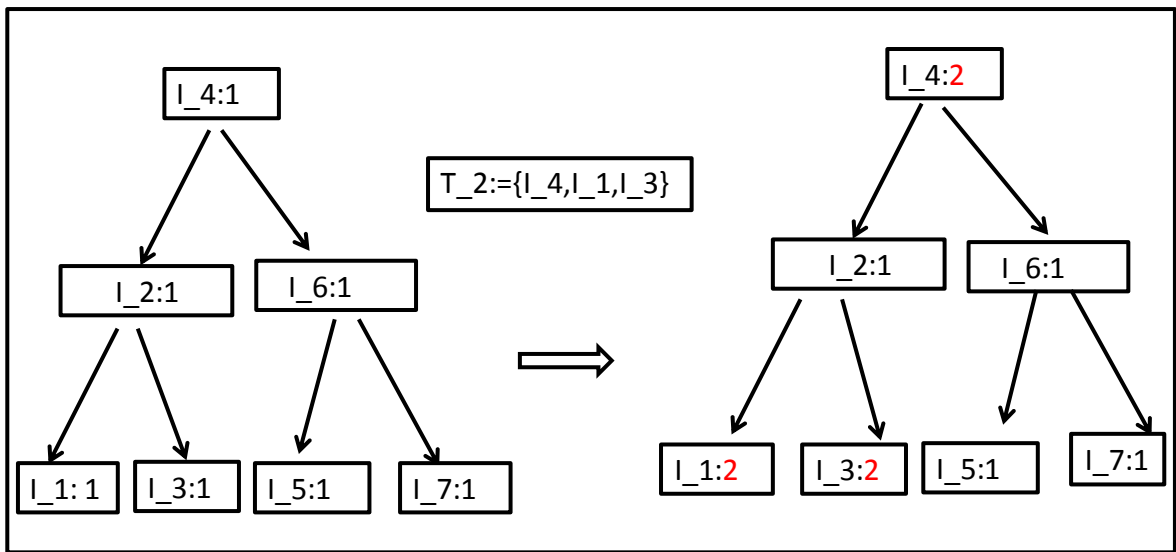 I_4:1
T_2:={I_4,I_1,I_3}
I_2:1
I_6:1
I_1: 1
I_3:1
I_5:1
I_7:1
I_4:2
I_2:1
I_6:1
I_1:2
I_3:2
I_5:1
I_7:1